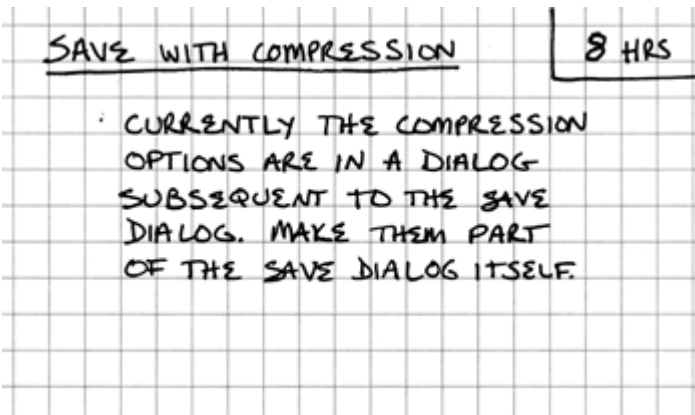 SAVE WITH COMPRESSION
8 HRS
CURRENTLY THE COMPRESSION
OPTIONS ARE IN A DIALOG
SUBSEQUENT TO THE SAVE
DIALOG. MAKE THEM PART
OF THE SAVE DIALOG ITSELF.